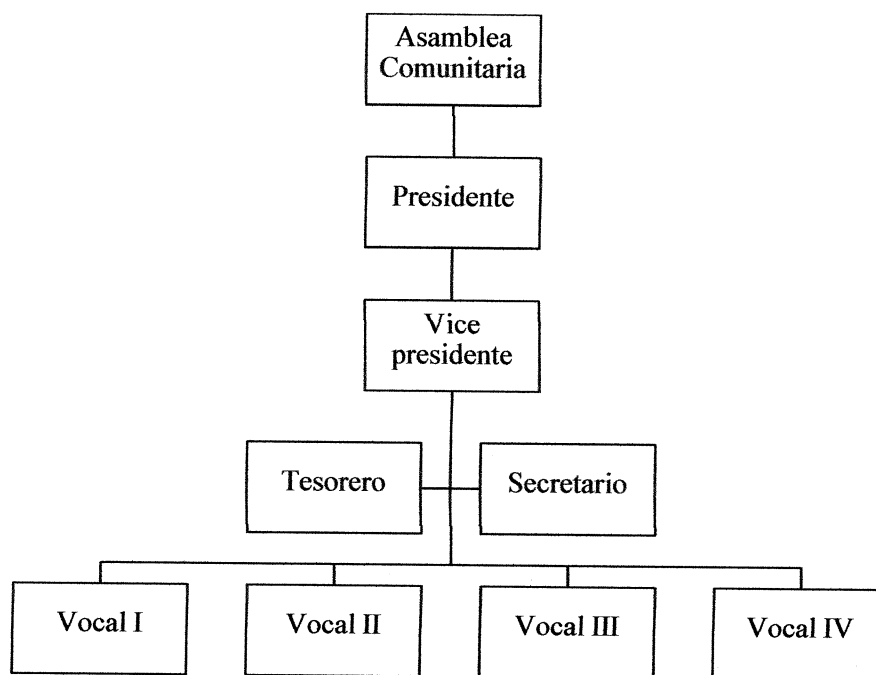 Asamblea
Comunitaria
Presidente
Vice
presidente
Tesorero
Secretario
Vocal I
Vocal II
Vocal III
Vocal IV